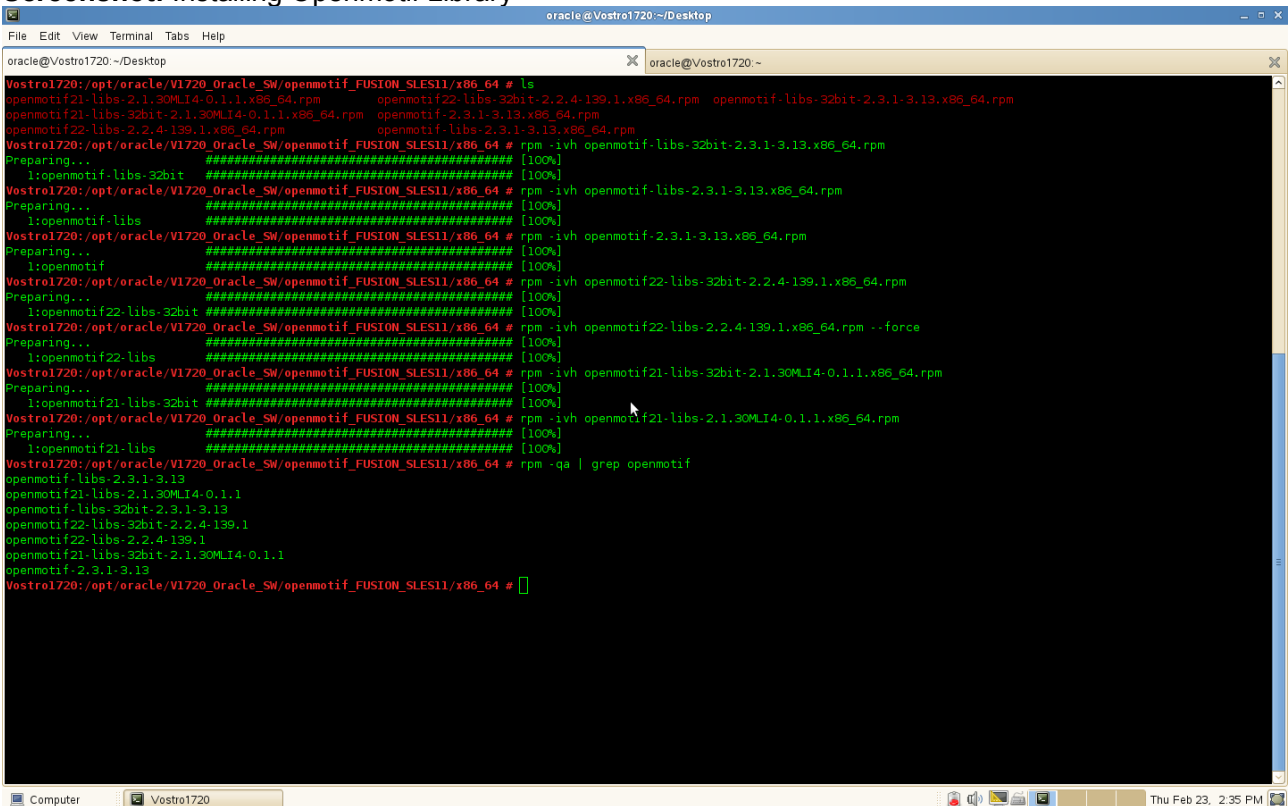 Screenshot: Installing Openmotif Library
oracle@Vostro1720:~/Desktop
File Edit View Terminal Tabs Help
oracle@Vostro1720:~/Desktop oracle@Vostro1720:~
Vostro1720:/opt/oracle/V1720_Oracle_SW/openmotif_FUSION_SLES11/x86_64 # ls
openmotif21-libs-2.1.30MLI4-0.1.1.x86_64.rpm openmotif22-libs-32bit-2.2.4-139.1.x86_64.rpm openmotif-libs-32bit-2.3.1-3.13.x86_64.rpm
openmotif21-libs-32bit-2.1.30MLI4-0.1.1.x86_64.rpm openmotif-2.3.1-3.13.x86_64.rpm
openmotif22-libs-2.2.4-139.1.x86_64.rpm openmotif-libs-2.3.1-3.13.x86_64.rpm
Vostro1720:/opt/oracle/V1720_Oracle_SW/openmotif_FUSION_SLES11/x86_64 # rpm -ivh openmotif-libs-32bit-2.3.1-3.13.x86_64.rpm
Preparing... ########################################### [100%]
1:openmotif-libs-32bit ########################################### [100%]
Vostro1720:/opt/oracle/V1720_Oracle_SW/openmotif_FUSION_SLES11/x86_64 # rpm -ivh openmotif-libs-2.3.1-3.13.x86_64.rpm
Preparing... ########################################### [100%]
1:openmotif-libs ########################################### [100%]
Vostro1720:/opt/oracle/V1720_Oracle_SW/openmotif_FUSION_SLES11/x86_64 # rpm -ivh openmotif-2.3.1-3.13.x86_64.rpm
Preparing... ########################################### [100%]
1:openmotif ########################################### [100%]
Vostro1720:/opt/oracle/V1720_Oracle_SW/openmotif_FUSION_SLES11/x86_64 # rpm -ivh openmotif22-libs-32bit-2.2.4-139.1.x86_64.rpm
Preparing... ########################################### [100%]
1:openmotif22-libs-32bit ########################################### [100%]
Vostro1720:/opt/oracle/V1720_Oracle_SW/openmotif_FUSION_SLES11/x86_64 # rpm -ivh openmotif22-libs-2.2.4-139.1.x86_64.rpm --force
Preparing... ########################################### [100%]
1:openmotif22-libs ########################################### [100%]
Vostro1720:/opt/oracle/V1720_Oracle_SW/openmotif_FUSION_SLES11/x86_64 # rpm -ivh openmotif21-libs-32bit-2.1.30MLI4-0.1.1.x86_64.rpm
Preparing... ########################################### [100%]
1:openmotif21-libs-32bit ########################################### [100%]
Vostro1720:/opt/oracle/V1720_Oracle_SW/openmotif_FUSION_SLES11/x86_64 # rpm -ivh openmotif21-libs-2.1.30MLI4-0.1.1.x86_64.rpm
Preparing... ########################################### [100%]
1:openmotif21-libs ########################################### [100%]
Vostro1720:/opt/oracle/V1720_Oracle_SW/openmotif_FUSION_SLES11/x86_64 # rpm -qa | grep openmotif
openmotif-libs-2.3.1-3.13
openmotif21-libs-2.1.30MLI4-0.1.1
openmotif-libs-32bit-2.3.1-3.13
openmotif22-libs-32bit-2.2.4-139.1
openmotif22-libs-2.2.4-139.1
openmotif21-libs-32bit-2.1.30MLI4-0.1.1
openmotif-2.3.1-3.13
Vostro1720:/opt/oracle/V1720_Oracle_SW/openmotif_FUSION_SLES11/x86_64 #
Computer Vostro1720 Thu Feb 23, 2:35 PM